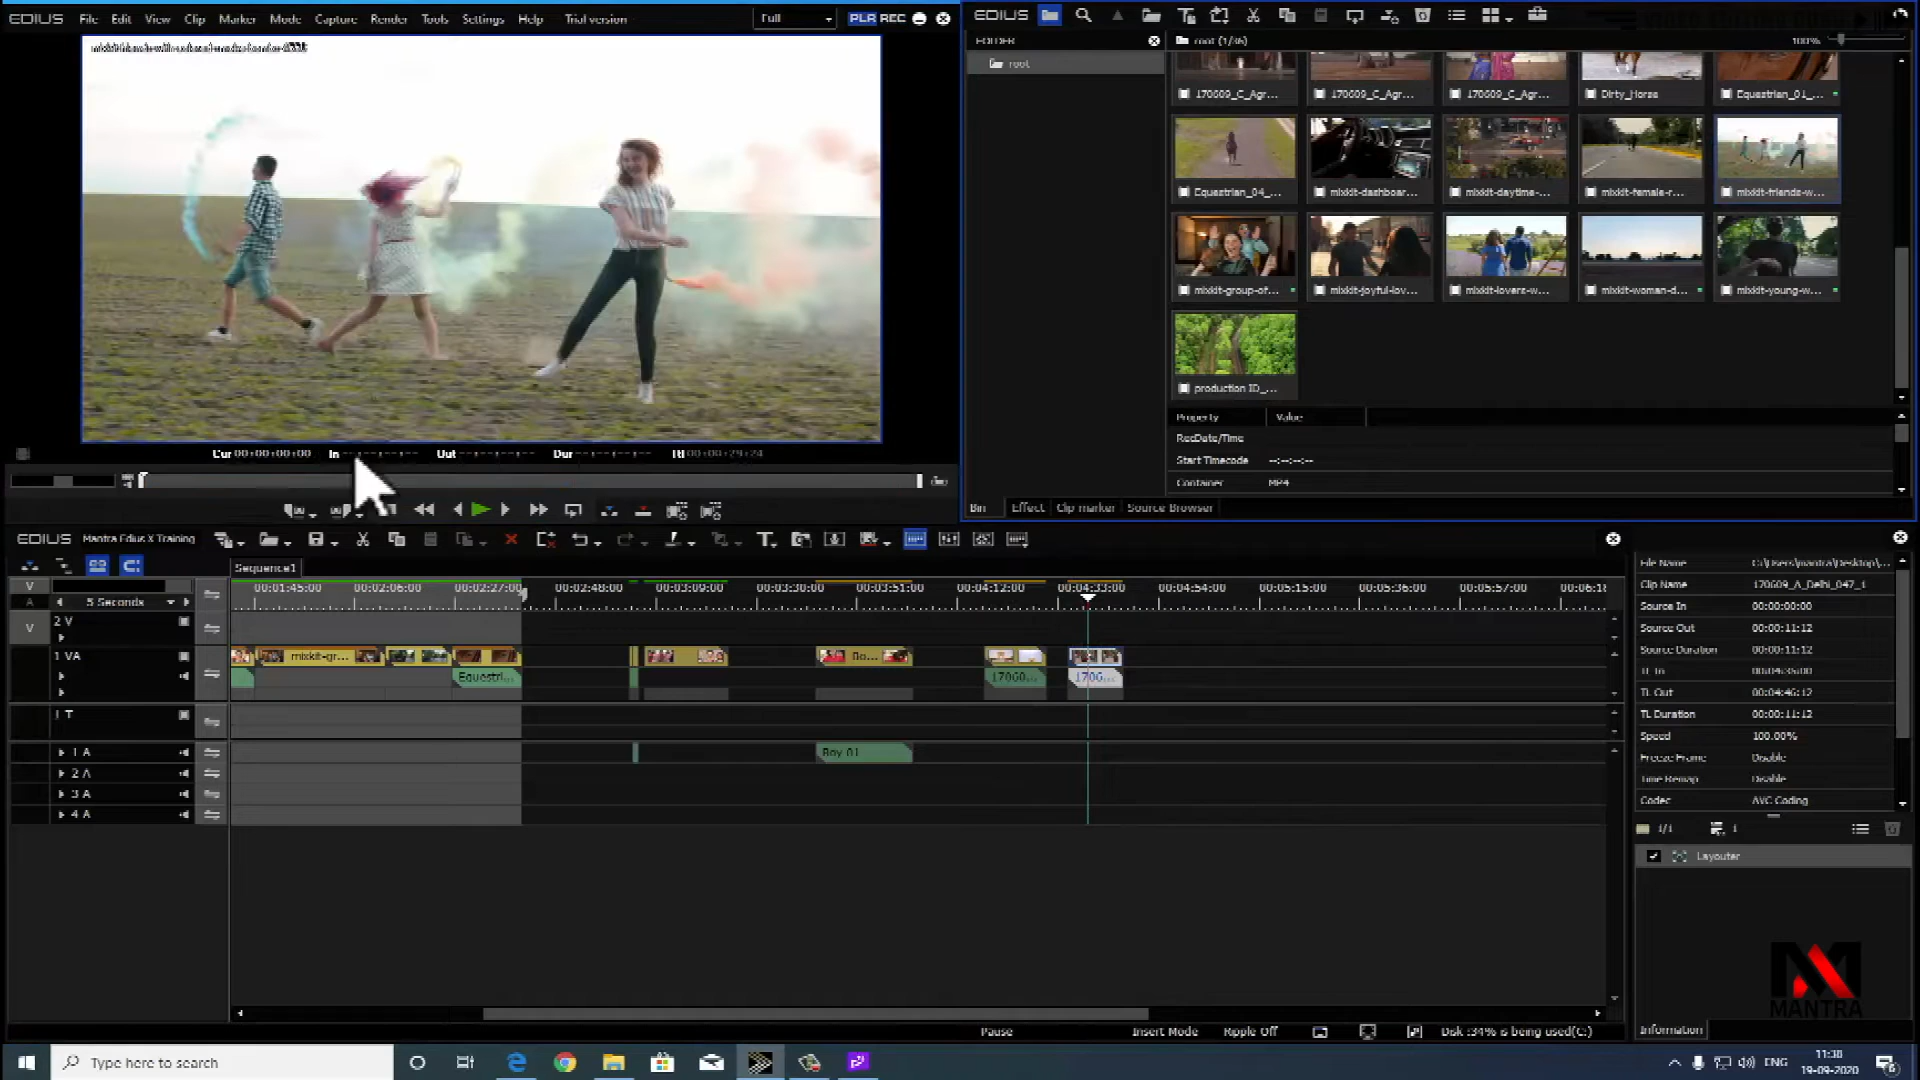 EDIUS File Edit View Clip Marker Mode Capture Render Tools Settings Help Trial version Full PLR REC
Cur 00:00:00:00 In --:--:--:-- Out --:--:--:-- Dur --:--:--:-- Ttl 00:00:29:24
EDIUS
FOLDER
root
root (1/36)
100%
170609_C_Agr...
170609_C_Agr...
170609_C_Agr...
Dirty_Horse
Equestrian_01_...
Equestrian_04_...
mixkit-dashboar...
mixkit-daytime-...
mixkit-female-r...
mixkit-friends-w...
mixkit-group-of...
mixkit-joyful-lov...
mixkit-lovers-w...
mixkit-woman-d...
mixkit-young-w...
production ID_...
Property Value
RecDate/Time
Start Timecode --:--:--:--
Container MP4
Bin Effect Clip marker Source Browser
EDIUS Mantra Edius X Training
Sequence1
V
A
5 Seconds
00:01:45:00 00:02:06:00 00:02:27:00 00:02:48:00 00:03:09:00 00:03:30:00 00:03:51:00 00:04:12:00 00:04:33:00 00:04:54:00 00:05:15:00 00:05:36:00 00:05:57:00 00:06:18
V
2 V
1 VA
mixkit-gr...
Equestri...
17060...
1706...
1 T
1 A
Boy 01
2 A
3 A
4 A
File Name C:\Users\mantra\Desktop\...
Clip Name 170609_A_Delhi_047_1
Source In 00:00:00:00
Source Out 00:00:11:12
Source Duration 00:00:11:12
TL In 00:04:35:00
TL Out 00:04:46:12
TL Duration 00:00:11:12
Speed 100.00%
Freeze Frame Disable
Time Remap Disable
Codec AVC Coding
1/1 1
Layouter
MANTRA
Information
Pause Insert Mode Ripple Off Disk :34% is being used(C:)
Type here to search
ENG
11:38
19-09-2020